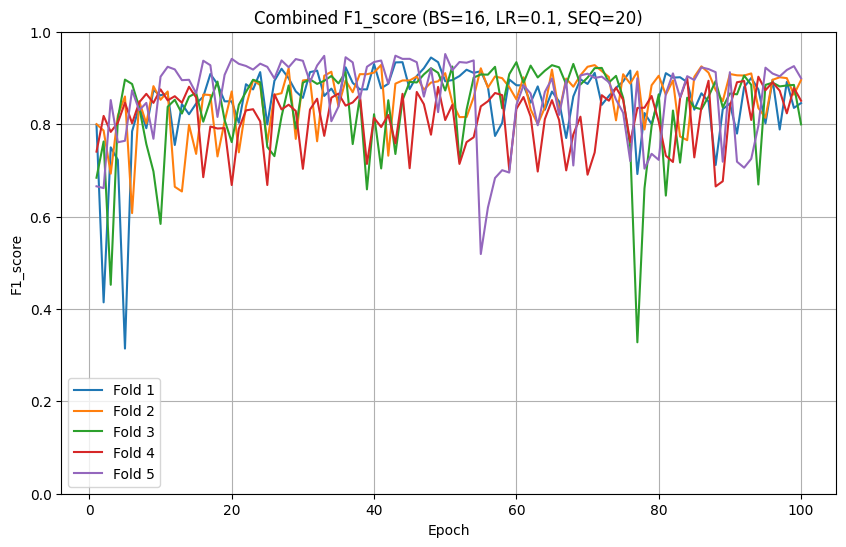 Combined F1_score (BS=16, LR=0.1, SEQ=20)
F1_score
1.0
0.8
0.6
0.4
0.2
0.0
Fold 1
Fold 2
Fold 3
Fold 4
Fold 5
0
20
40
60
80
100
Epoch